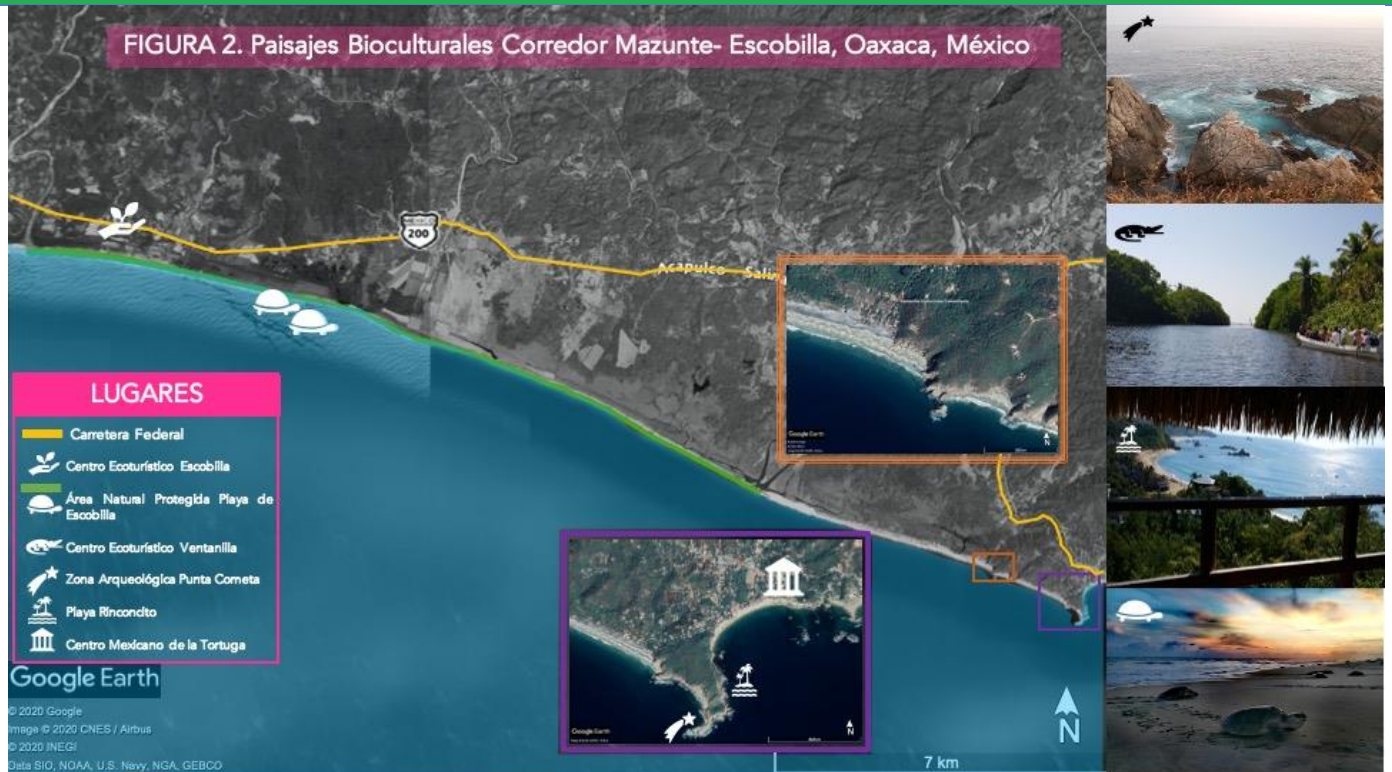 FIGURA 2. Paisajes Bioculturales Corredor Mazunte- Escobilla, Oaxaca, México
MÉXICO
200
Acapulco
LUGARES
Carretera Federal
Centro Ecoturístico Escobilla
Área Natural Protegida Playa de
Escobilla
Centro Ecoturístico Ventanilla
Zona Arqueológica Punta Cometa
Playa Rinconcito
Centro Mexicano de la Tortuga
Google Earth
© 2020 Google
Image © 2020 CNES / Airbus
© 2020 INEGI
Data SIO, NOAA, U.S. Navy, NGA, GEBCO
Google Earth
N
Google Earth
N
N
7 km